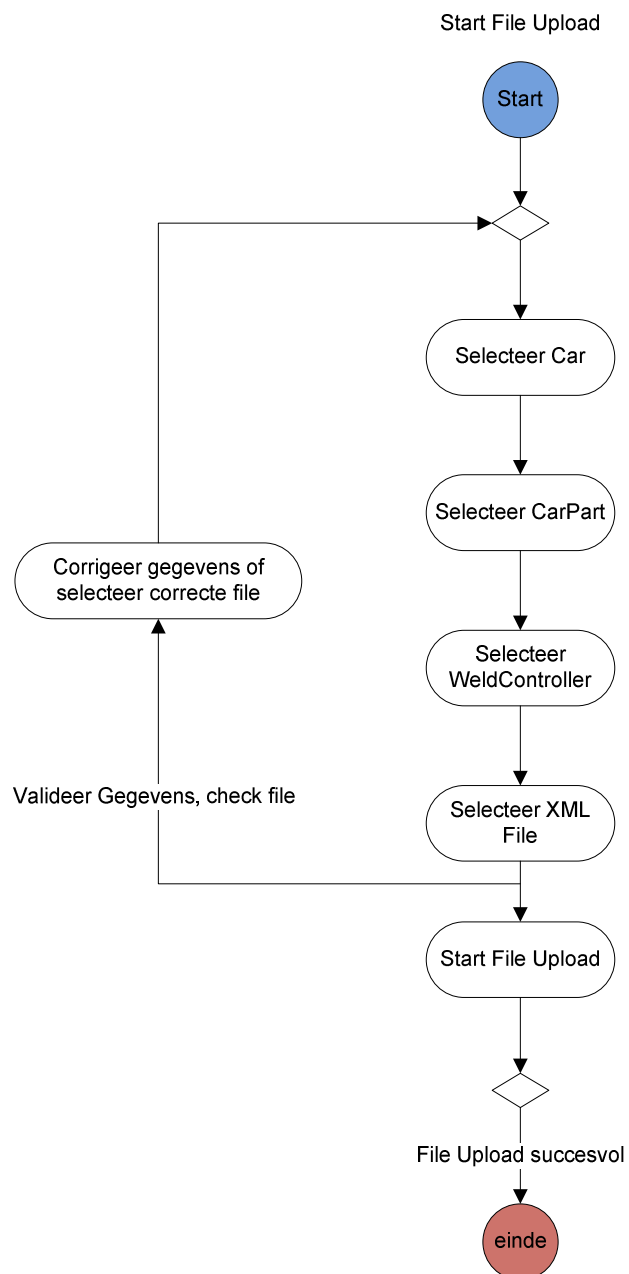 Start File Upload
Start
Selecteer Car
Selecteer CarPart
Corrigeer gegevens of
selecteer correcte file
Selecteer
WeldController
Valideer Gegevens, check file
Selecteer XML
File
Start File Upload
File Upload succesvol
einde